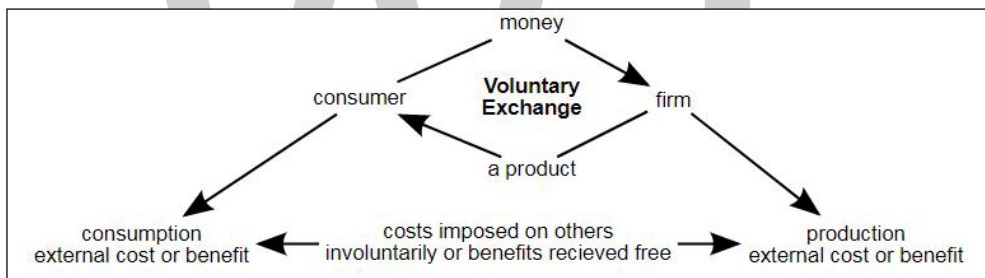 money
Voluntary
Exchange
consumer
firm
a product
consumption
external cost or benefit
costs imposed on others
involuntarily or benefits recieved free
production
external cost or benefit